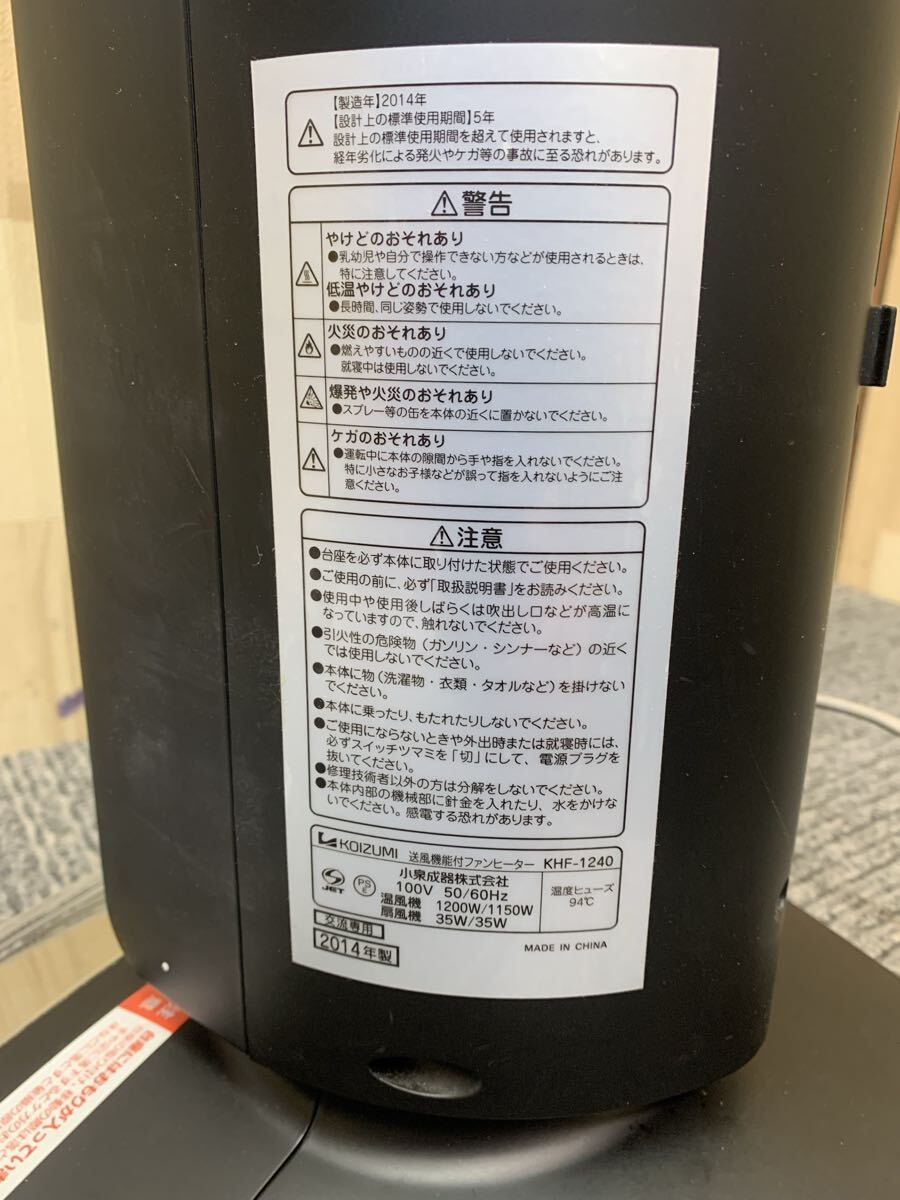 【製造年】2014年
【設計上の標準使用期間】5年
設計上の標準使用期間を超えて使用されますと、
経年劣化による発火やケガ等の事故に至る恐れがあります。
警告
やけどのおそれあり
●乳幼児や自分で操作できない方などが使用されるときは、
特に注意してください。
低温やけどのおそれあり
●長時間、同じ姿勢で使用しないでください。
火災のおそれあり
●燃えやすいものの近くで使用しないでください。
就寝中は使用しないでください。
爆発や火災のおそれあり
●スプレー等の缶を本体の近くに置かないでください。
ケガのおそれあり
●運転中に本体の隙間から手や指を入れないでください。
特に小さなお子様などが誤って指を入れないようにご注
意ください。
注意
●台座を必ず本体に取り付けた状態でご使用ください。
●ご使用の前に、必ず「取扱説明書」をお読みください。
●使用中や使用後しばらくは吹出し口などが高温に
なっていますので、触れないでください。
●引火性の危険物(ガソリン・シンナーなど)の近く
では使用しないでください。
●本体に物(洗濯物・衣類・タオルなど)を掛けない
でください。
●本体に乗ったり、もたれたりしないでください。
●ご使用にならないときや外出時または就寝時には、
必ずスイッチツマミを「切」にして、電源プラグを
抜いてください。
●修理技術者以外の方は分解をしないでください。
●本体内部の機械部に針金を入れたり、水をかけな
いでください。感電する恐れがあります。
KOIZUMI 送風機能付ファンヒーター KHF-1240
JET PSE 小泉成器株式会社
100V 50/60Hz
温風機 1200W/1150W
扇風機 35W/35W
温度ヒューズ
94℃
交流専用
2014年製
MADE IN CHINA
台座にはおもりが入ってい